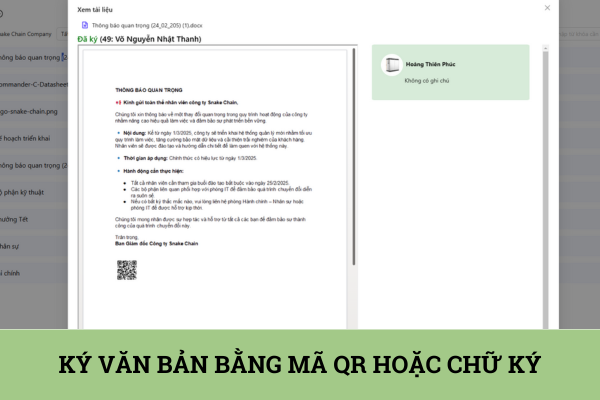 Xem tài liệu
Thông báo quan trọng (24_02_205) (1).docx
Đã ký (49: Võ Nguyễn Nhật Thanh)
ake Chain Company
hông báo quan trọng (2
ommander-C-Datasheet
go-snake-chain.png
ế hoạch triển khai
hông báo quan trọng (2
ộ phận kỹ thuật
hưởng Tết
hân sự
i chính
Hoàng Thiên Phúc
Không có ghi chú
THÔNG BÁO QUAN TRỌNG
Kính gửi toàn thể nhân viên công ty Snake Chain,
Chúng tôi xin thông báo về một thay đổi quan trọng trong quy trình hoạt động của công ty
nhằm nâng cao hiệu quả làm việc và đảm bảo sự phát triển bền vững.
Nội dung: Kể từ ngày 1/3/2025, công ty sẽ triển khai hệ thống quản lý mới nhằm tối ưu
quy trình làm việc, tăng cường bảo mật dữ liệu và cải thiện trải nghiệm của khách hàng.
Nhân viên sẽ được đào tạo và hướng dẫn chi tiết để làm quen với hệ thống này.
Thời gian áp dụng: Chính thức có hiệu lực từ ngày 1/3/2025.
Hành động cần thực hiện:
Tất cả nhân viên cần tham gia buổi đào tạo bắt buộc vào ngày 29/2/2025.
Các bộ phận liên quan phối hợp với phòng IT để đảm bảo quá trình chuyển đổi diễn
ra suôn sẻ.
Nếu có bất kỳ thắc mắc nào, vui lòng liên hệ phòng Hành chính – Nhân sự hoặc
phòng IT để được hỗ trợ kịp thời.
Chúng tôi mong nhận được sự hợp tác và hỗ trợ từ tất cả các bạn để đảm bảo sự thành
công của quá trình chuyển đổi này.
Trân trọng,
Ban Giám đốc Công ty Snake Chain
KÝ VĂN BẢN BẰNG MÃ QR HOẶC CHỮ KÝ